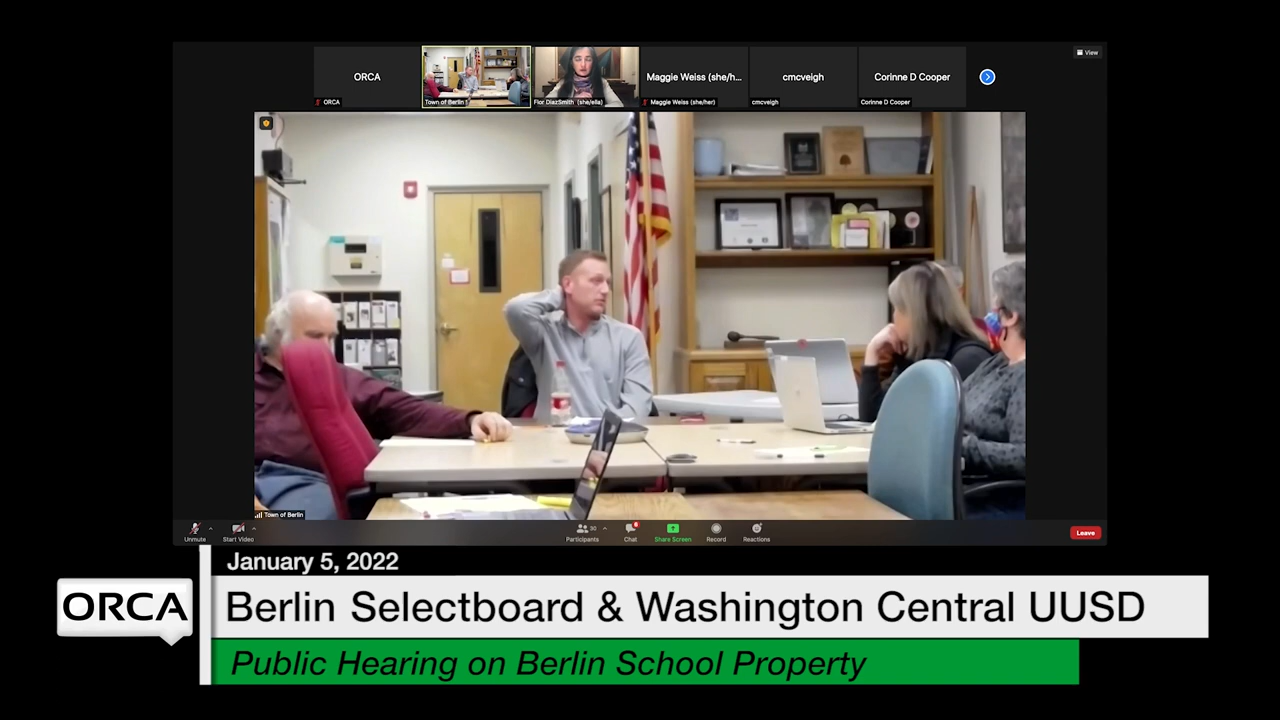 View
ORCA
Maggie Weiss (she/h...
cmcveigh
Corinne D Cooper
ORCA
Town of Berlin
Flor DiazSmith (she/ella)
Maggie Weiss (she/her)
cmcveigh
Corinne D Cooper
Town of Berlin
Unmute
Start Video
30
Participants
8
Chat
Share Screen
Record
Reactions
Leave
January 5, 2022
ORCA
Berlin Selectboard & Washington Central UUSD
Public Hearing on Berlin School Property